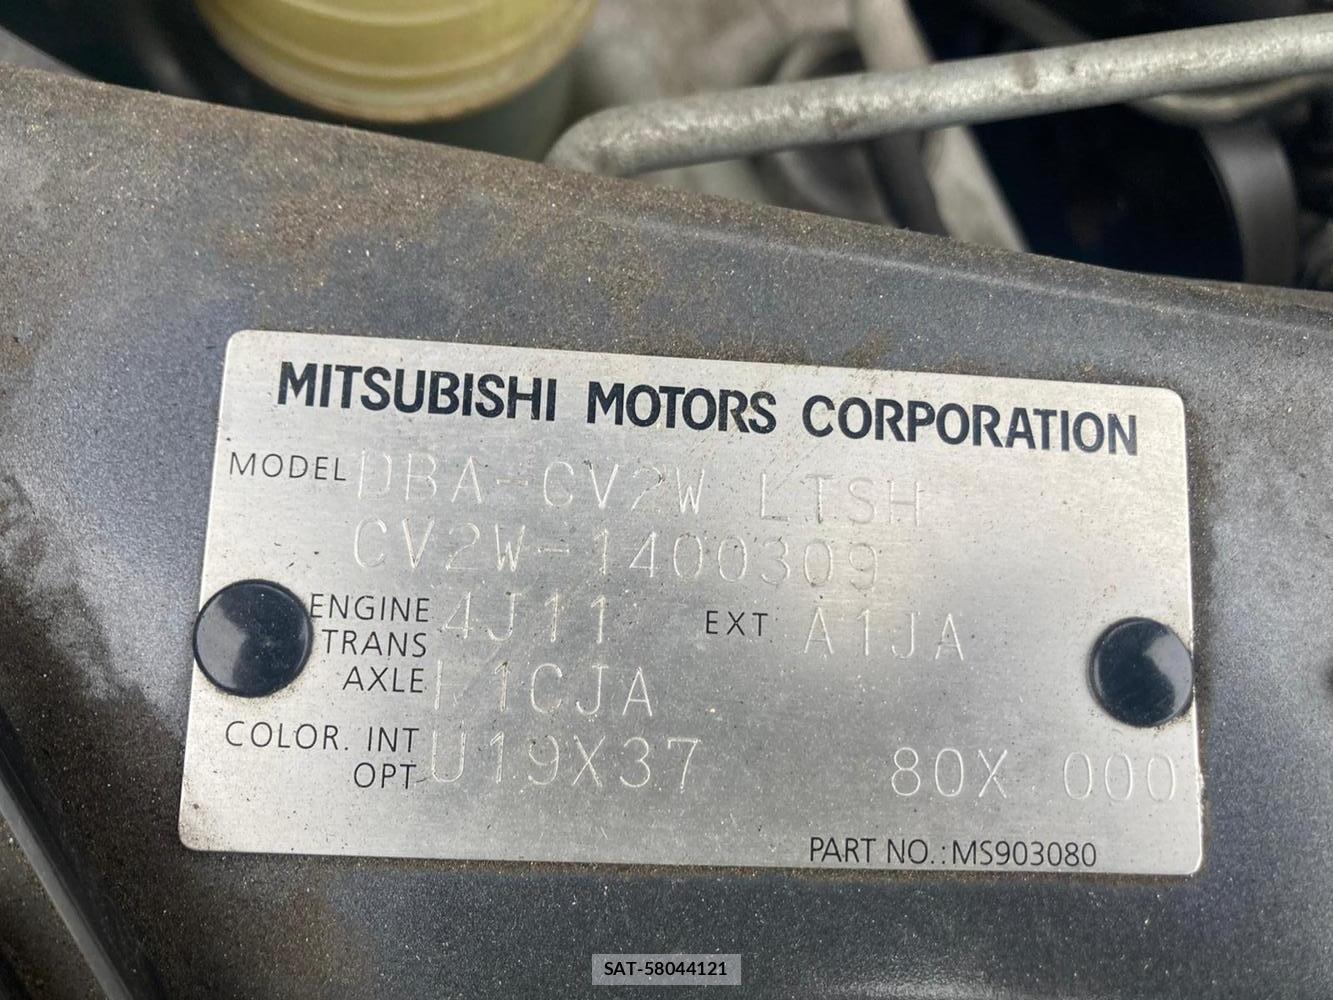 MITSUBISHI MOTORS CORPORATION
MODEL DBA-CV2W LTSH
CV2W-1400309
ENGINE 4J11 EXT A1JA
TRANS
AXLE 1CJA
COLOR. INT U19X37 80X 000
OPT
PART NO.: MS903080
SAT-58044121